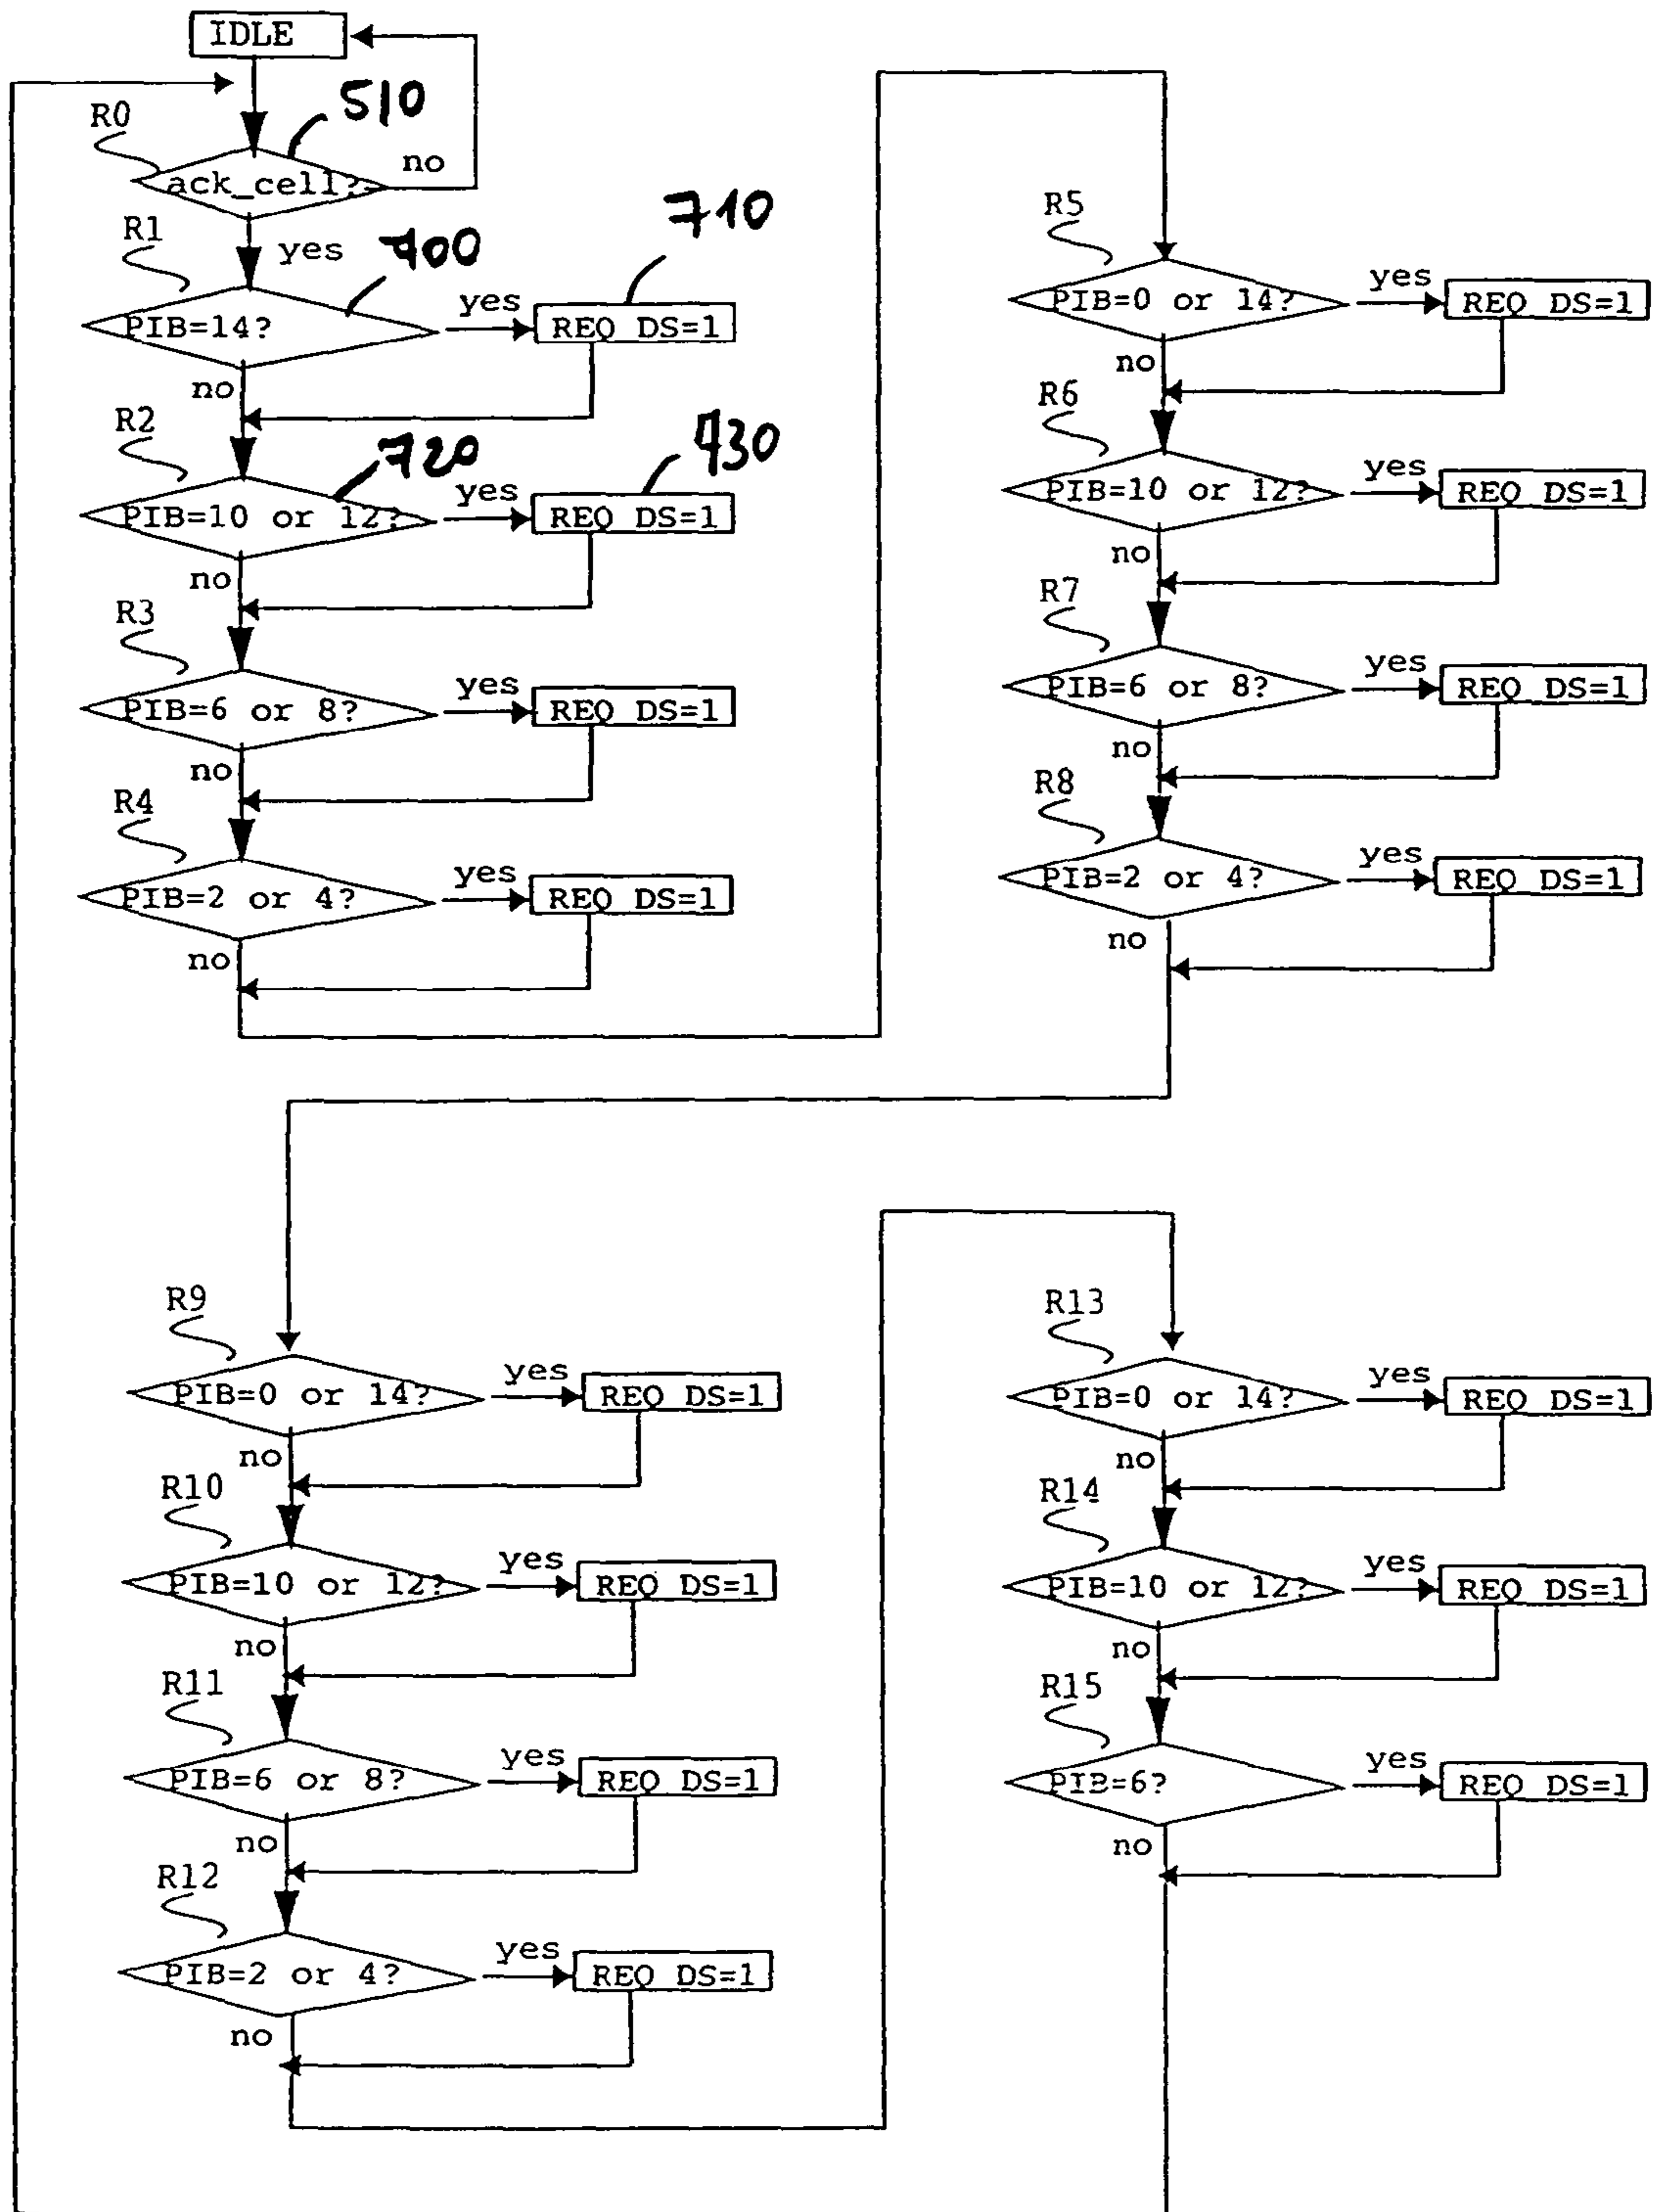 IDLE
R0
510
ack_cell?
no
yes
R1
700
710
PIB=14?
yes
REQ DS=1
no
R2
720
730
PIB=10 or 12?
yes
REQ DS=1
no
R3
PIB=6 or 8?
yes
REQ DS=1
no
R4
PIB=2 or 4?
yes
REQ DS=1
no
R5
PIB=0 or 14?
yes
REQ DS=1
no
R6
PIB=10 or 12?
yes
REQ DS=1
no
R7
PIB=6 or 8?
yes
REQ DS=1
no
R8
PIB=2 or 4?
yes
REQ DS=1
no
R9
PIB=0 or 14?
yes
REQ DS=1
no
R10
PIB=10 or 12?
yes
REQ DS=1
no
R11
PIB=6 or 8?
yes
REQ DS=1
no
R12
PIB=2 or 4?
yes
REQ DS=1
no
R13
PIB=0 or 14?
yes
REQ DS=1
no
R14
PIB=10 or 12?
yes
REQ DS=1
no
R15
PIB=6?
yes
REQ DS=1
no